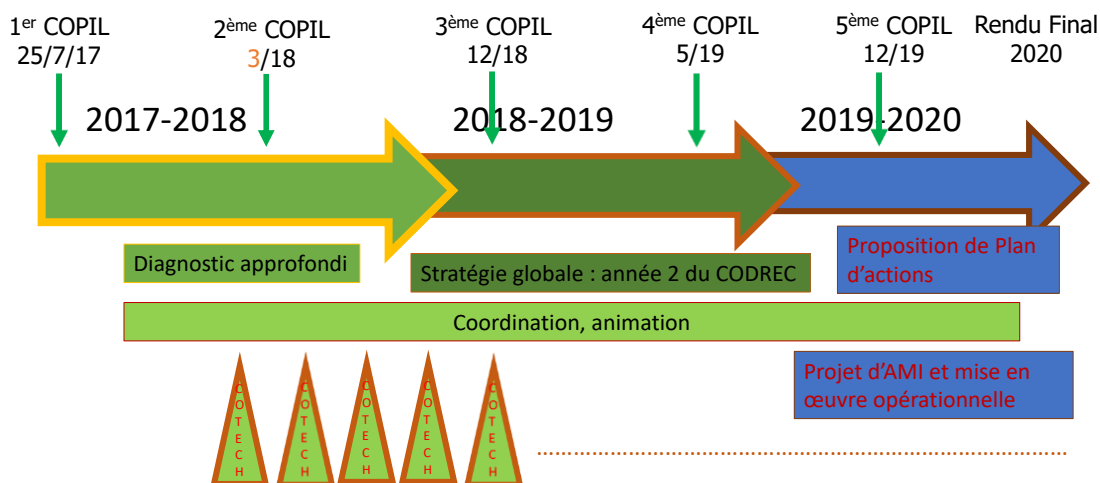 1er COPIL
25/7/17
2ème COPIL
3/18
3ème COPIL
12/18
4ème COPIL
5/19
5ème COPIL
12/19
Rendu Final
2020
2017-2018
2018-2019
2019-2020
Diagnostic approfondi
Stratégie globale : année 2 du CODREC
Proposition de Plan
d'actions
Coordination, animation
Projet d'AMI et mise en
œuvre opérationnelle
COTECH
COTECH
COTECH
COTECH
COTECH